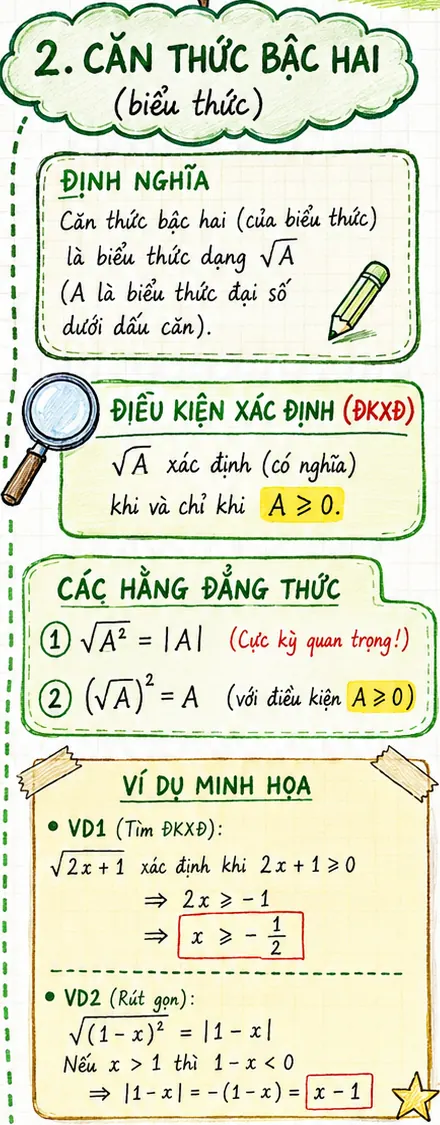 2. CĂN THỨC BẬC HAI
(biểu thức)
ĐỊNH NGHĨA
Căn thức bậc hai (của biểu thức)
là biểu thức dạng √A
(A là biểu thức đại số
dưới dấu căn).
ĐIỀU KIỆN XÁC ĐỊNH (ĐKXĐ)
√A xác định (có nghĩa)
khi và chỉ khi A ⩾ 0.
CÁC HẰNG ĐẲNG THỨC
① √A² = |A| (Cực kỳ quan trọng!)
② (√A)² = A (với điều kiện A ⩾ 0)
VÍ DỤ MINH HỌA
• VD1 (Tìm ĐKXĐ):
√(2x + 1) xác định khi 2x + 1 ⩾ 0
⇒ 2x ⩾ -1
⇒ x ⩾ - 1/2
• VD2 (Rút gọn):
√(1 - x)² = |1 - x|
Nếu x > 1 thì 1 - x < 0
⇒ |1 - x| = -(1 - x) = x - 1